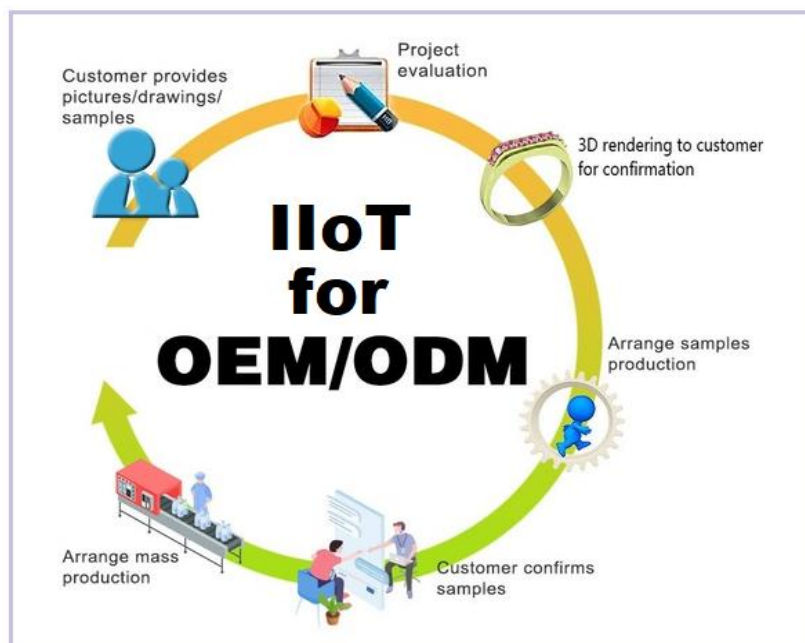 Customer provides
pictures/drawings/
samples
Project
evaluation
3D rendering to customer
for confirmation
IIoT
for
OEM/ODM
Arrange samples
production
Customer confirms
samples
Arrange mass
production